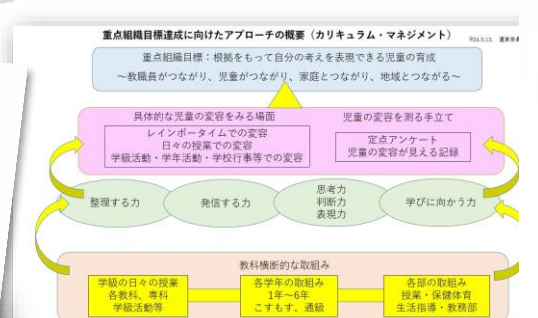 重点組織目標達成に向けたアプローチの概要（カリキュラム・マネジメント）
重点組織目標：根拠をもって自分の考えを表現できる児童の育成
～教職員がつながり、児童がつながり、家庭とつながり、地域とつながる～
具体的な児童の変容をみる場面
レインボータイムでの変容
日々の授業での変容
学級活動・学年活動・学校行事等での変容
児童の変容を測る手立て
定点アンケート
児童の変容が見える記録
整理する力
発信する力
思考力
判断力
表現力
学びに向かう力
教科横断的な取組み
学級の日々の授業
各教科、専科
学級活動等
各学年の取組み
1年～6年
こすもす、通級
各部の取組み
授業・保健体育
生活指導・教務部